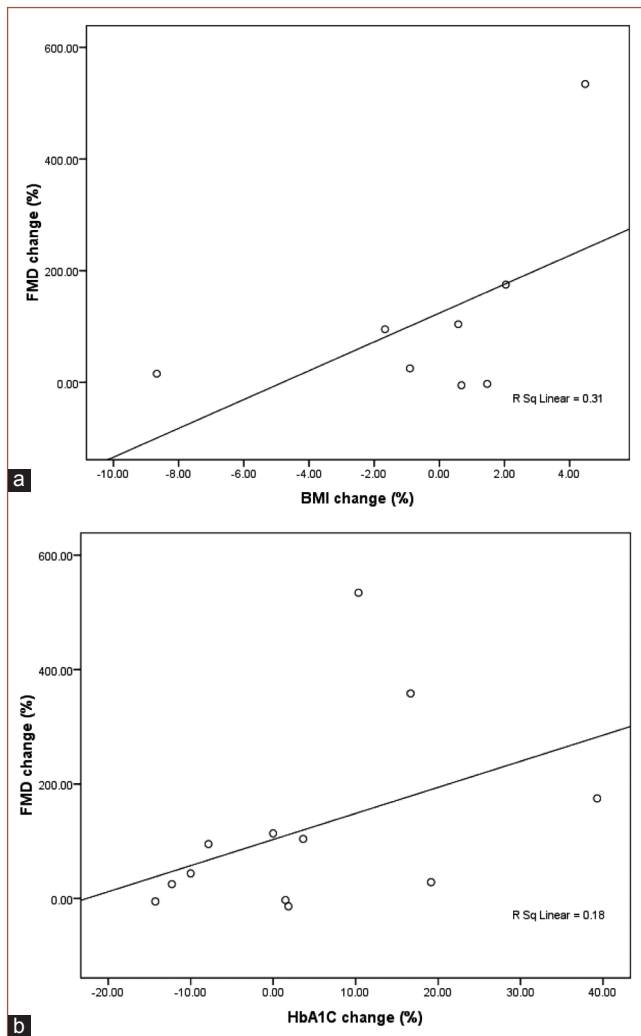 600.00
400.00
FMD change (%)
200.00
0.00
R Sq Linear = 0.31
-10.00 -8.00 -6.00 -4.00 -2.00 0.00 2.00 4.00
BMI change (%)
a
600.00
400.00
FMD change (%)
200.00
0.00
R Sq Linear = 0.18
-20.00 -10.00 0.00 10.00 20.00 30.00 40.00
HbA1C change (%)
b